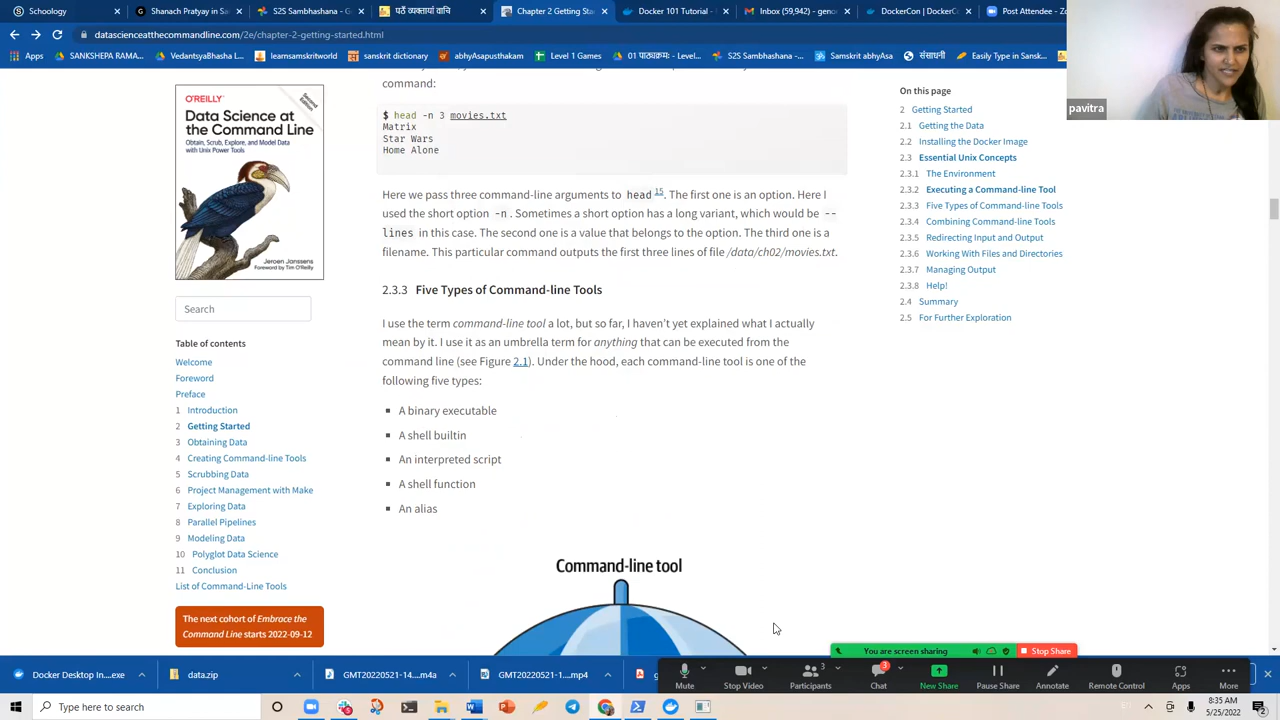 Schoology
Shanca Pratyay in Sans
S2S Sambhashana - G
पठेँ व्यक्तायां वाचि
Chapter 2 Getting Star
Docker 101 Tutorial -
Inbox (59,942) - geno
DockerCon | DockerC
Post Attendee - Zo
datascienceatthecommandline.com/2e/chapter-2-getting-started.html
Apps
SANKSHEPA RAMA...
VedantsyaBhasha L...
learnsamskritworld
sanskrit dictionary
abhyAsapusthakam
Level 1 Games
01 पाठ्यक्रमः - Level...
S2S Sambhashana...
Samskrit abhyAsa
संसाधनी
Easily Type in Sansk...
pavitra
O'REILLY
Second Edition
Data Science at
the Command Line
Obtain, Scrub, Explore, and Model Data
with Unix Power Tools
Jeroen Janssens
Foreword by Tim O'Reilly
Search
Table of contents
Welcome
Foreword
Preface
1 Introduction
2 Getting Started
3 Obtaining Data
4 Creating Command-line Tools
5 Scrubbing Data
6 Project Management with Make
7 Exploring Data
8 Parallel Pipelines
9 Modeling Data
10 Polyglot Data Science
11 Conclusion
List of Command-Line Tools
The next cohort of Embrace the
Command Line starts 2022-09-12
command:
$ head -n 3 movies.txt
Matrix
Star Wars
Home Alone
Here we pass three command-line arguments to head 15. The first one is an option. Here I
used the short option -n . Sometimes a short option has a long variant, which would be --
lines in this case. The second one is a value that belongs to the option. The third one is a
filename. This particular command outputs the first three lines of file /data/ch02/movies.txt.
2.3.3 Five Types of Command-line Tools
I use the term command-line tool a lot, but so far, I haven't yet explained what I actually
mean by it. I use it as an umbrella term for anything that can be executed from the
command line (see Figure 2.1). Under the hood, each command-line tool is one of the
following five types:
A binary executable
A shell builtin
An interpreted script
A shell function
An alias
Command-line tool
On this page
2 Getting Started
2.1 Getting the Data
2.2 Installing the Docker Image
2.3 Essential Unix Concepts
2.3.1 The Environment
2.3.2 Executing a Command-line Tool
2.3.3 Five Types of Command-line Tools
2.3.4 Combining Command-line Tools
2.3.5 Redirecting Input and Output
2.3.6 Working With Files and Directories
2.3.7 Managing Output
2.3.8 Help!
2.4 Summary
2.5 For Further Exploration
You are screen sharing
Stop Share
Docker Desktop In....exe
data.zip
GMT20220521-14....m4a
GMT20220521-....mp4
Mute
Stop Video
3
Participants
3
Chat
New Share
Pause Share
Annotate
Remote Control
Apps
More
Type here to search
8:35 AM
5/25/2022
2